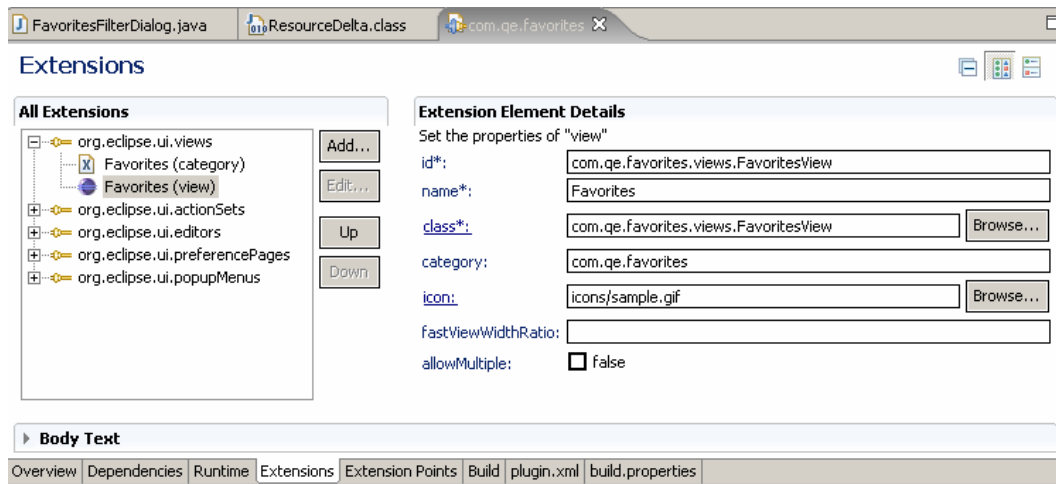 FavoritesFilterDialog.java ResourceDelta.class com.qe.favorites
Extensions
All Extensions
org.eclipse.ui.views
Favorites (category)
Favorites (view)
org.eclipse.ui.actionSets
org.eclipse.ui.editors
org.eclipse.ui.preferencePages
org.eclipse.ui.popupMenus
Add...
Edit...
Up
Down
Extension Element Details
Set the properties of "view"
id*: com.qe.favorites.views.FavoritesView
name*: Favorites
class*: com.qe.favorites.views.FavoritesView Browse...
category: com.qe.favorites
icon: icons/sample.gif Browse...
fastViewWidthRatio:
allowMultiple: false
Body Text
Overview Dependencies Runtime Extensions Extension Points Build plugin.xml build.properties